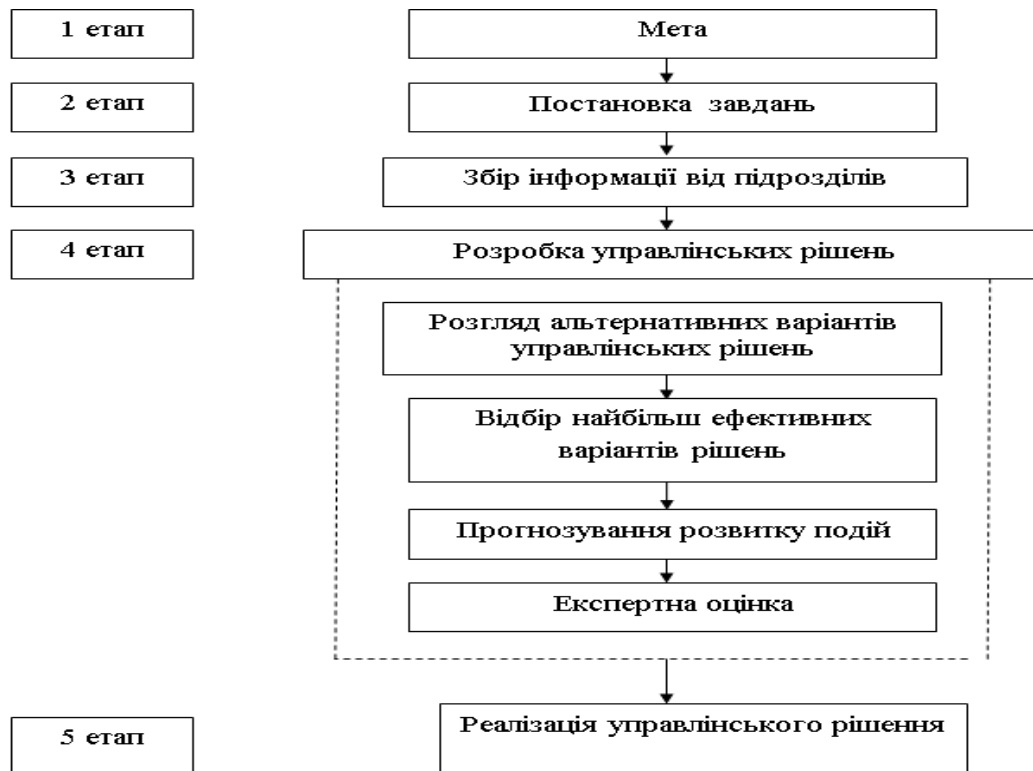 1 етап
Мета
2 етап
Постановка завдань
3 етап
Збір інформації від підрозділів
4 етап
Розробка управлінських рішень
Розгляд альтернативних варіантів
управлінських рішень
Відбір найбільш ефективних
варіантів рішень
Прогнозування розвитку подій
Експертна оцінка
5 етап
Реалізація управлінського рішення